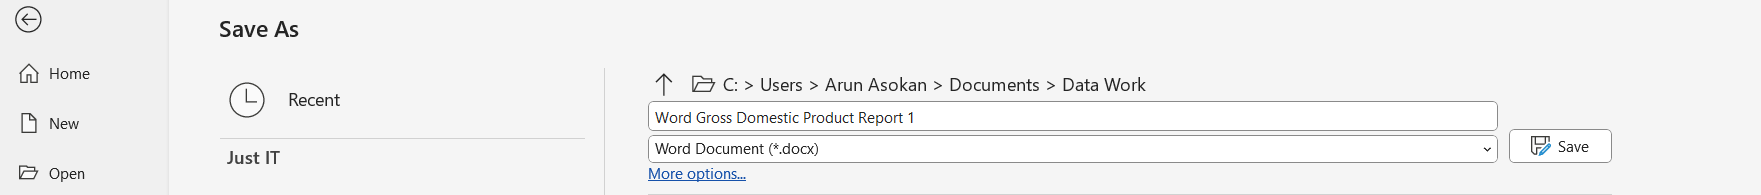 Save As
Home
New
Open
Recent
Just IT
C: > Users > Arun Asokan > Documents > Data Work
Word Gross Domestic Product Report 1
Word Document (*.docx)
Save
More options...